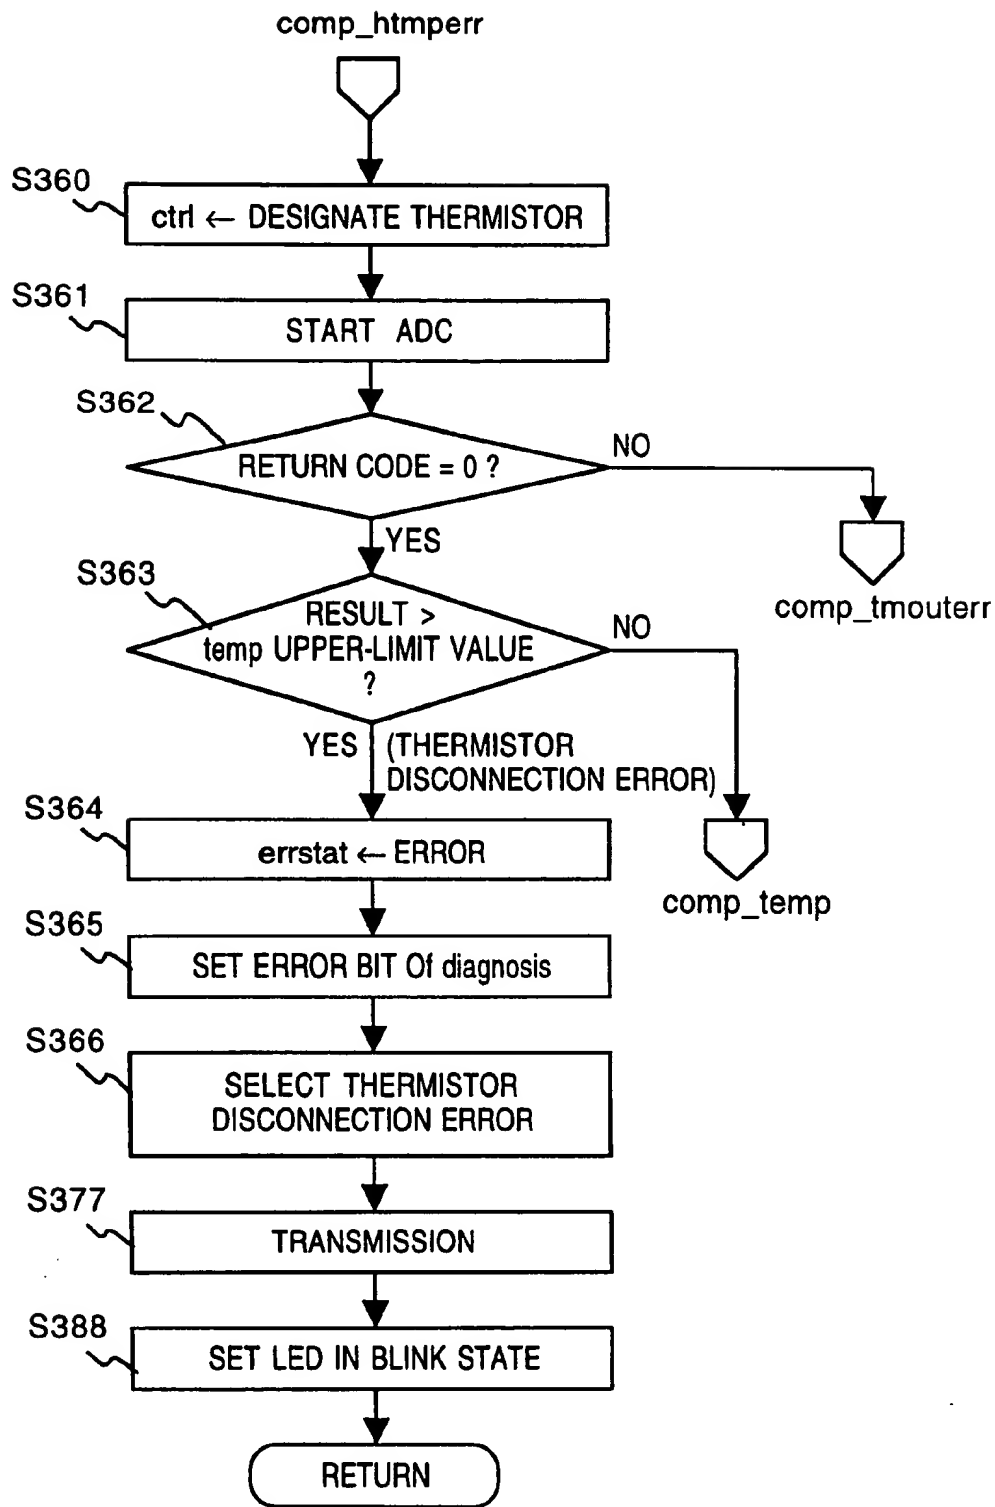 comp_htmperr
S360
ctrl ← DESIGNATE THERMISTOR
S361
START ADC
S362
RETURN CODE = 0 ?
NO
YES
comp_tmouterr
S363
RESULT >
temp UPPER-LIMIT VALUE
?
NO
YES
(THERMISTOR
DISCONNECTION ERROR)
comp_temp
S364
errstat ← ERROR
S365
SET ERROR BIT Of diagnosis
S366
SELECT THERMISTOR
DISCONNECTION ERROR
S377
TRANSMISSION
S388
SET LED IN BLINK STATE
RETURN